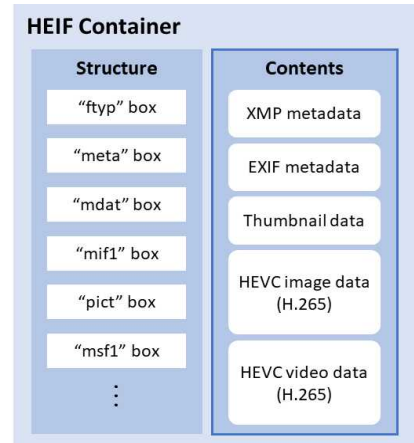 HEIF Container
Structure
“ftyp” box
“meta” box
“mdat” box
“mif1” box
“pict” box
“msf1” box
⋮
Contents
XMP metadata
EXIF metadata
Thumbnail data
HEVC image data
(H.265)
HEVC video data
(H.265)